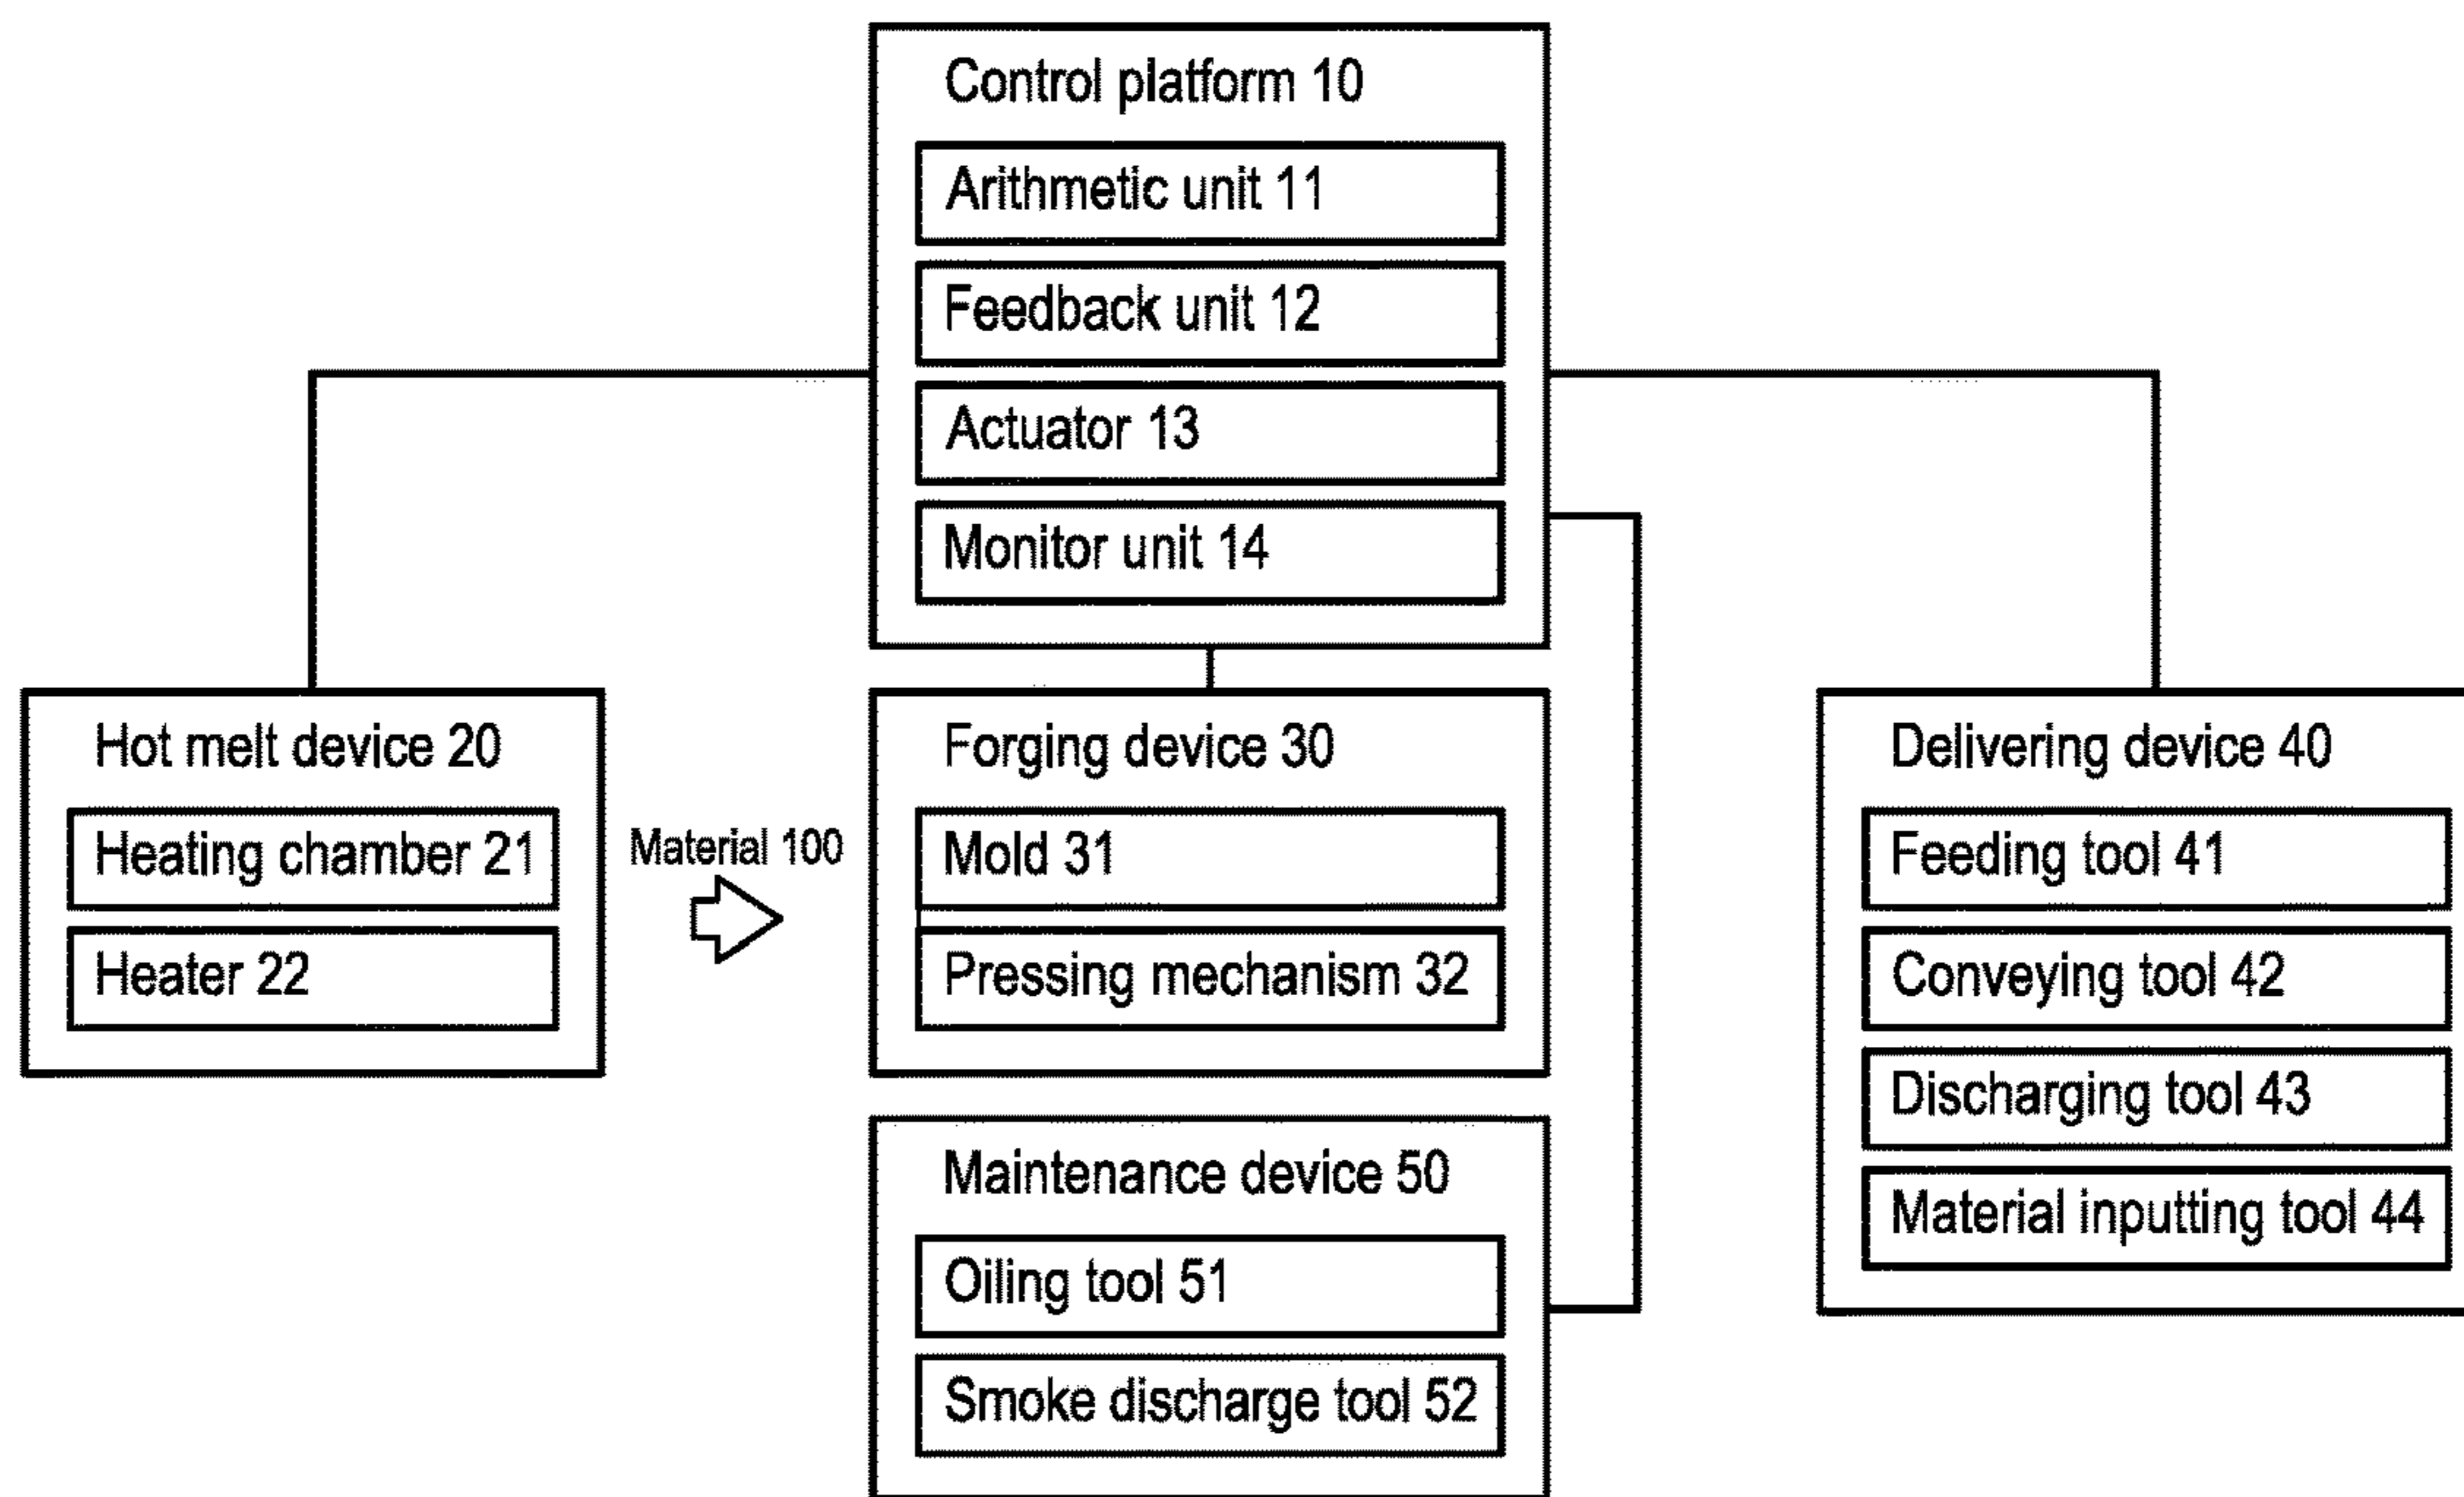 Control platform 10
Arithmetic unit 11
Feedback unit 12
Actuator 13
Monitor unit 14
Hot melt device 20
Heating chamber 21
Heater 22
Material 100
Forging device 30
Mold 31
Pressing mechanism 32
Delivering device 40
Feeding tool 41
Conveying tool 42
Discharging tool 43
Material inputting tool 44
Maintenance device 50
Oiling tool 51
Smoke discharge tool 52